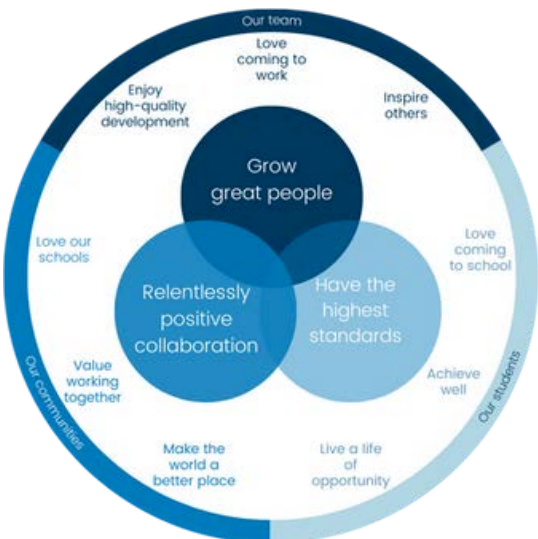 Our team
Love
coming to
work
Enjoy
high-quality
development
Inspire
others
Grow
great people
Love our
schools
Love
coming
to school
Relentlessly
positive
collaboration
Have the
highest
standards
Value
working
together
Achieve
well
Our communities
Our students
Make the
world a
better place
Live a life
of
opportunity